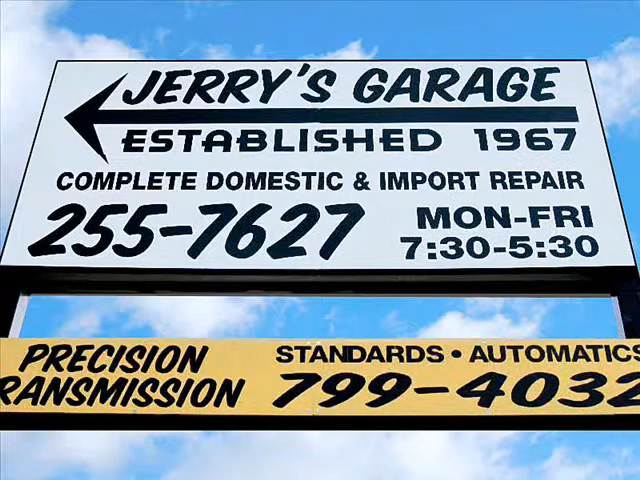 JERRY'S GARAGE
ESTABLISHED 1967
COMPLETE DOMESTIC & IMPORT REPAIR
255-7627 MON-FRI
7:30-5:30
PRECISION STANDARDS • AUTOMATICS
RANSMISSION 799-4032